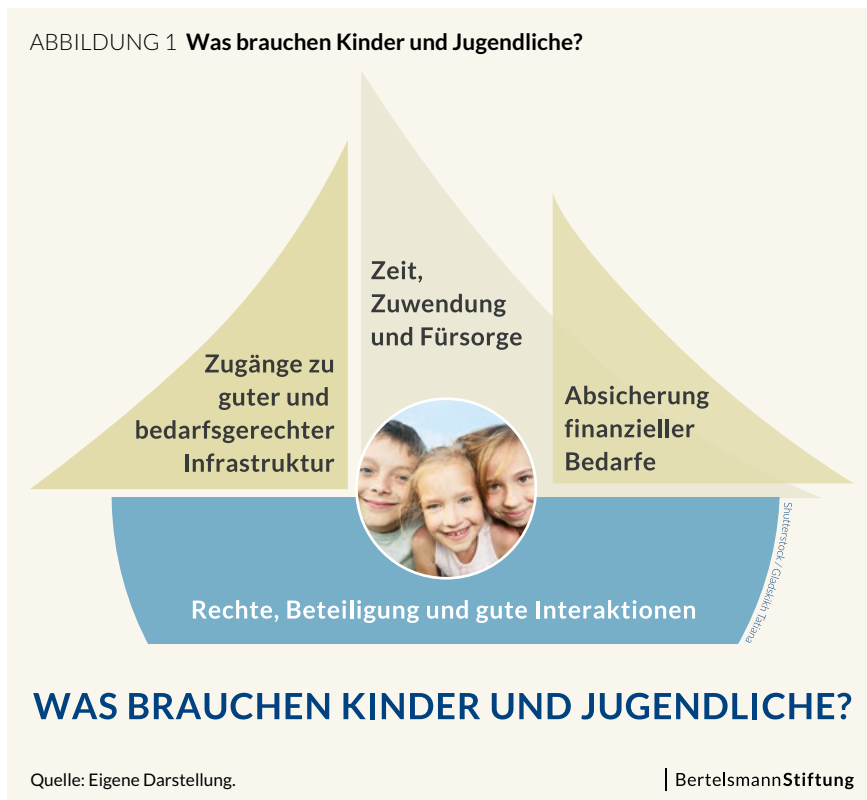 ABBILDUNG 1 Was brauchen Kinder und Jugendliche?
Zeit,
Zuwendung
und Fürsorge
Zugänge zu
guter und
bedarfsgerechter
Infrastruktur
Absicherung
finanzieller
Bedarfe
Shutterstock / Gladskikh Tatiana
Rechte, Beteiligung und gute Interaktionen
WAS BRAUCHEN KINDER UND JUGENDLICHE?
Quelle: Eigene Darstellung.
BertelsmannStiftung